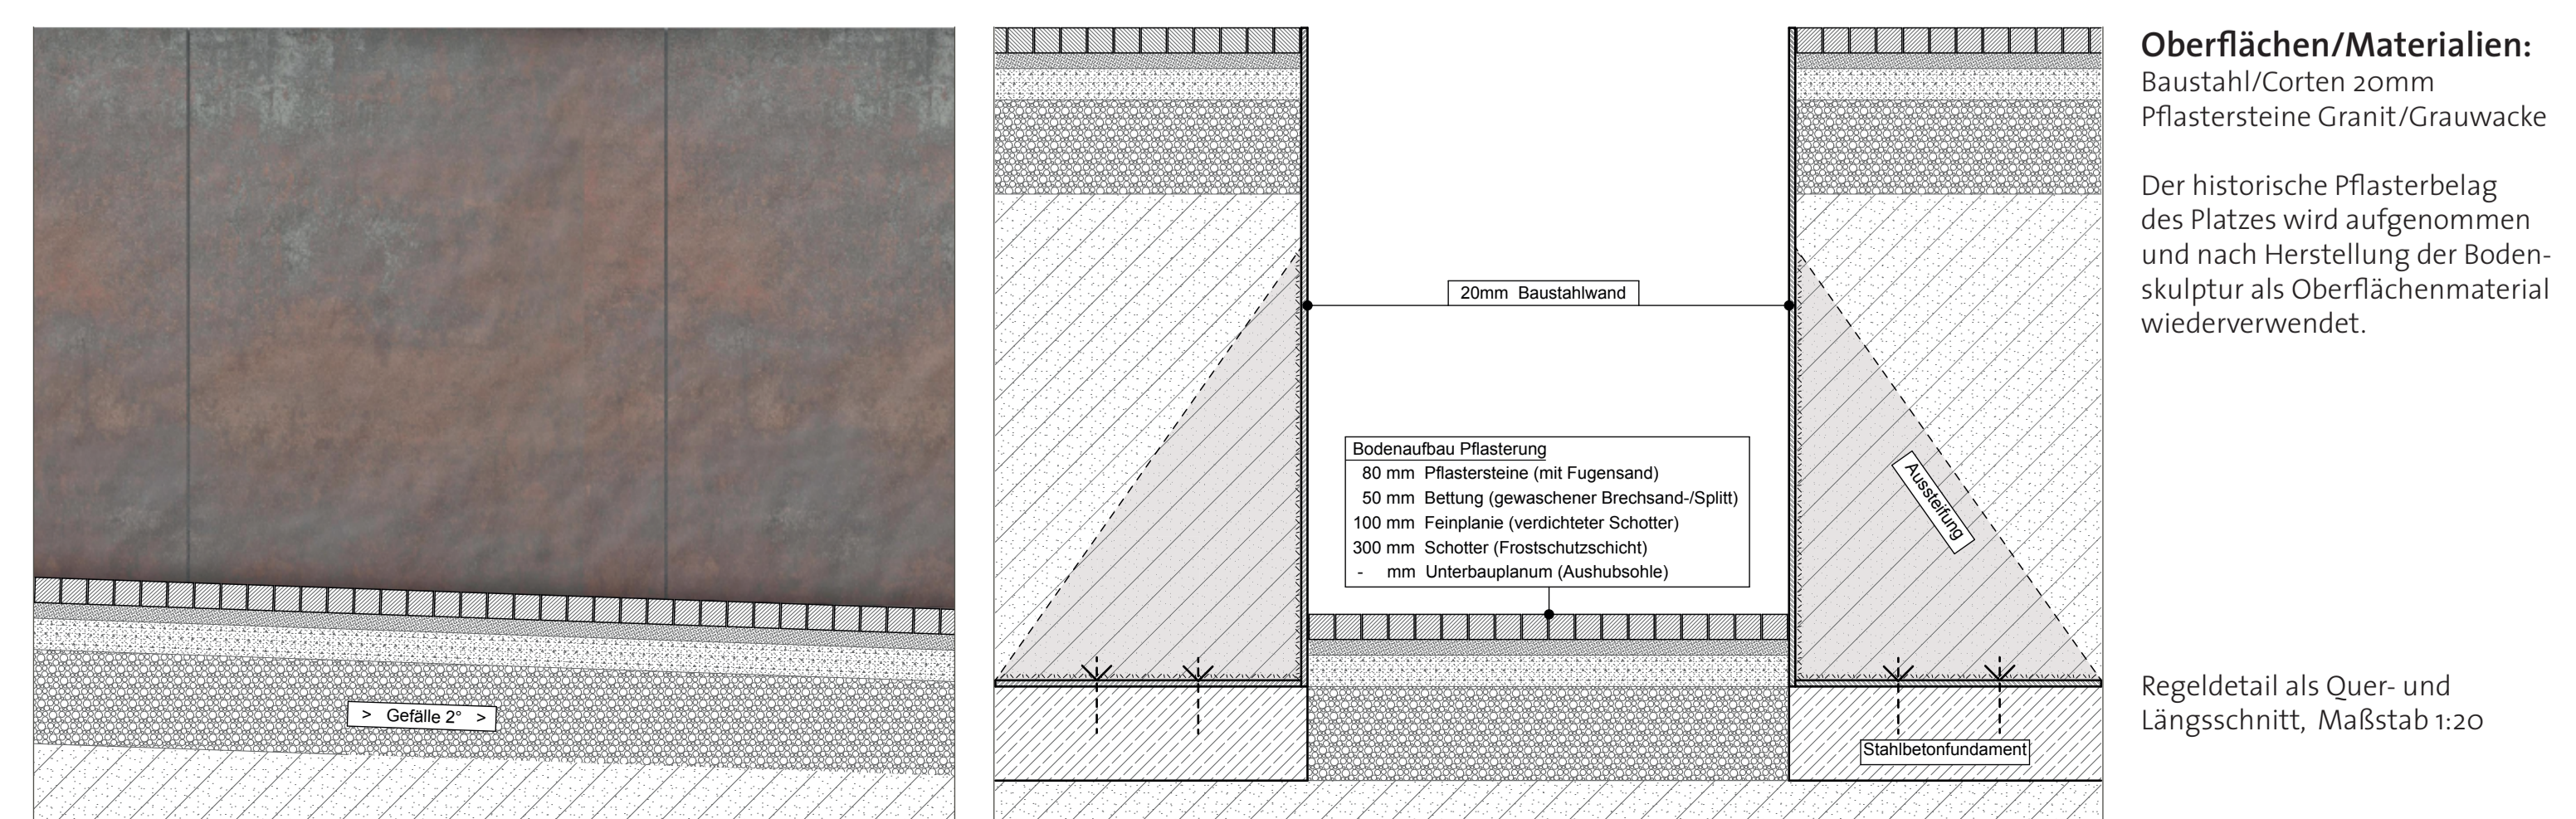 > Gefälle 2° >
20mm Baustahlwand
Bodenaufbau Pflasterung
80 mm Pflastersteine (mit Fugensand)
50 mm Bettung (gewaschener Brechsand-/Splitt)
100 mm Feinplanie (verdichteter Schotter)
300 mm Schotter (Frostschutzschicht)
- mm Unterbauplanum (Aushubsohle)
Aussteifung
Stahlbetonfundament
Oberflächen/Materialien:
Baustahl/Corten 20mm
Pflastersteine Granit/Grauwacke
Der historische Pflasterbelag
des Platzes wird aufgenommen
und nach Herstellung der Boden-
skulptur als Oberflächenmaterial
wiederverwendet.
Regeldetail als Quer- und
Längsschnitt, Maßstab 1:20